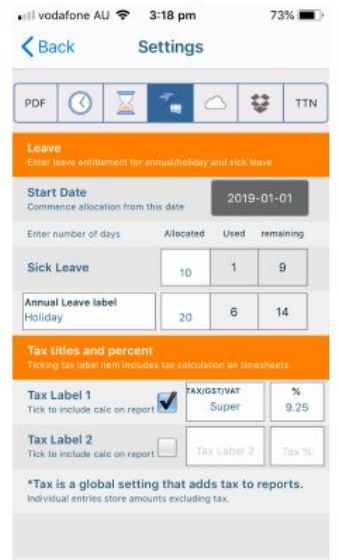 vodafone AU 3:18 pm 73%
Back Settings
PDF TTN
Leave
Enter leave entitlement for annual/holiday and sick leave
Start Date 2019-01-01
Commence allocation from this date
Enter number of days Allocated Used remaining
Sick Leave 10 1 9
Annual Leave label
Holiday 20 6 14
Tax titles and percent
Ticking tax label item includes tax calculation on timesheets
Tax Label 1 TAX/GST/VAT %
Tick to include calc on report Super 9.25
Tax Label 2
Tick to include calc on report Tax Label 2 Tax %
*Tax is a global setting that adds tax to reports.
Individual entries store amounts excluding tax.